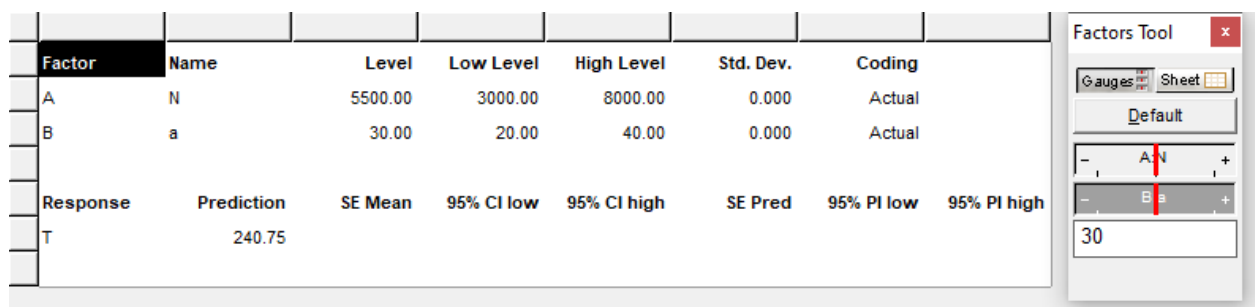 Factors Tool x
Gauges Sheet
Default
- A:N +
- B:a +
30
Factor Name Level Low Level High Level Std. Dev. Coding
A N 5500.00 3000.00 8000.00 0.000 Actual
B a 30.00 20.00 40.00 0.000 Actual
Response Prediction SE Mean 95% CI low 95% CI high SE Pred 95% PI low 95% PI high
T 240.75